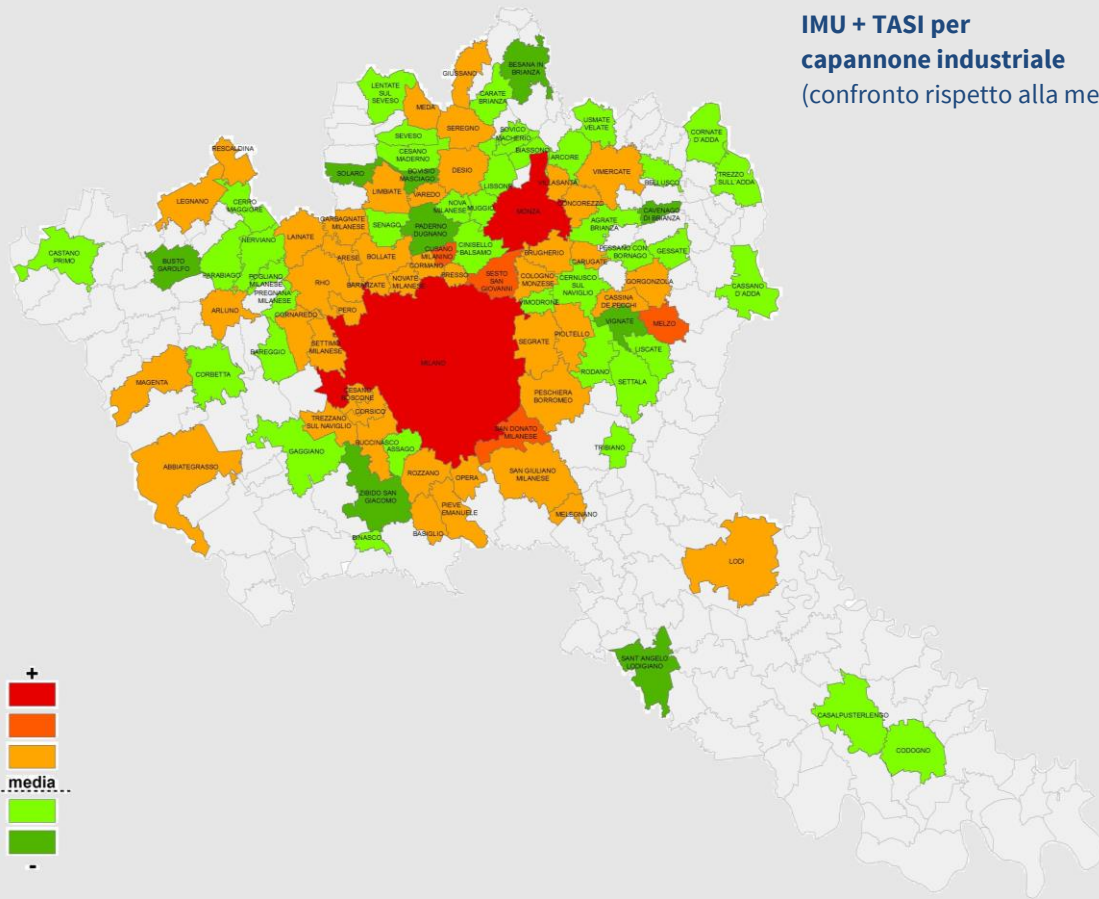 IMU + TASI per
capannone industriale
(confronto rispetto alla me
GIUSSANO
BESANA IN
BRIANZA
LENTATE
SUL
SEVESO
CARATE
BRIANZA
MEDA
USMATE
VELATE
SEREGNO
SOVICO
MACHERIO
CORNATE
D'ADDA
SEVESO
BIASSONO
RESCALDINA
CESANO
MADERNO
ARCORE
SOLARO
BOVISIO
MASCIAGO
DESIO
VIMERCATE
TREZZO
SULL'ADDA
LISSONE
VILLASANTA
BELLUSCO
LEGNANO
LIMBIATE
VAREDO
CERRO
MAGGIORE
NOVA
MILANESE
MUGGIO'
MONZA
CONCOREZZO
CAVENAGO
DI BRIANZA
GARBAGNATE
MILANESE
SENAGO
PADERNO
DUGNANO
AGRATE
BRIANZA
NERVIANO
LAINATE
CINISELLO
BALSAMO
CASTANO
PRIMO
CUSANO
MILANINO
BRUGHERIO
PESSANO CON
BORNAGO
GESSATE
ARESE
BOLLATE
CARUGATE
BUSTO
GAROLFO
CORMANO
PARABIAGO
POGLIANO
MILANESE
RHO
BARANZATE
NOVATE
MILANESE
BRESSO
SESTO
SAN
GIOVANNI
COLOGNO
MONZESE
CERNUSCO
SUL
NAVIGLIO
GORGONZOLA
CASSANO
D'ADDA
PREGNANA
MILANESE
VIMODRONE
CASSINA
DE PECCHI
ARLUNO
PERO
CORNAREDO
VIGNATE
MELZO
SETTIMO
MILANESE
SEGRATE
PIOLTELLO
BAREGGIO
LISCATE
MILANO
CORBETTA
RODANO
MAGENTA
SETTALA
CESANO
BOSCONE
PESCHIERA
BORROMEO
CORSICO
TREZZANO
SUL NAVIGLIO
SAN DONATO
MILANESE
BUCCINASCO
ASSAGO
TRIBIANO
GAGGIANO
ABBIATEGRASSO
ROZZANO
OPERA
SAN GIULIANO
MILANESE
ZIBIDO SAN
GIACOMO
PIEVE
EMANUELE
MELEGNANO
BASIGLIO
BINASCO
LODI
SANT'ANGELO
LODIGIANO
CASALPUSTERLENGO
CODOGNO
+
media
-